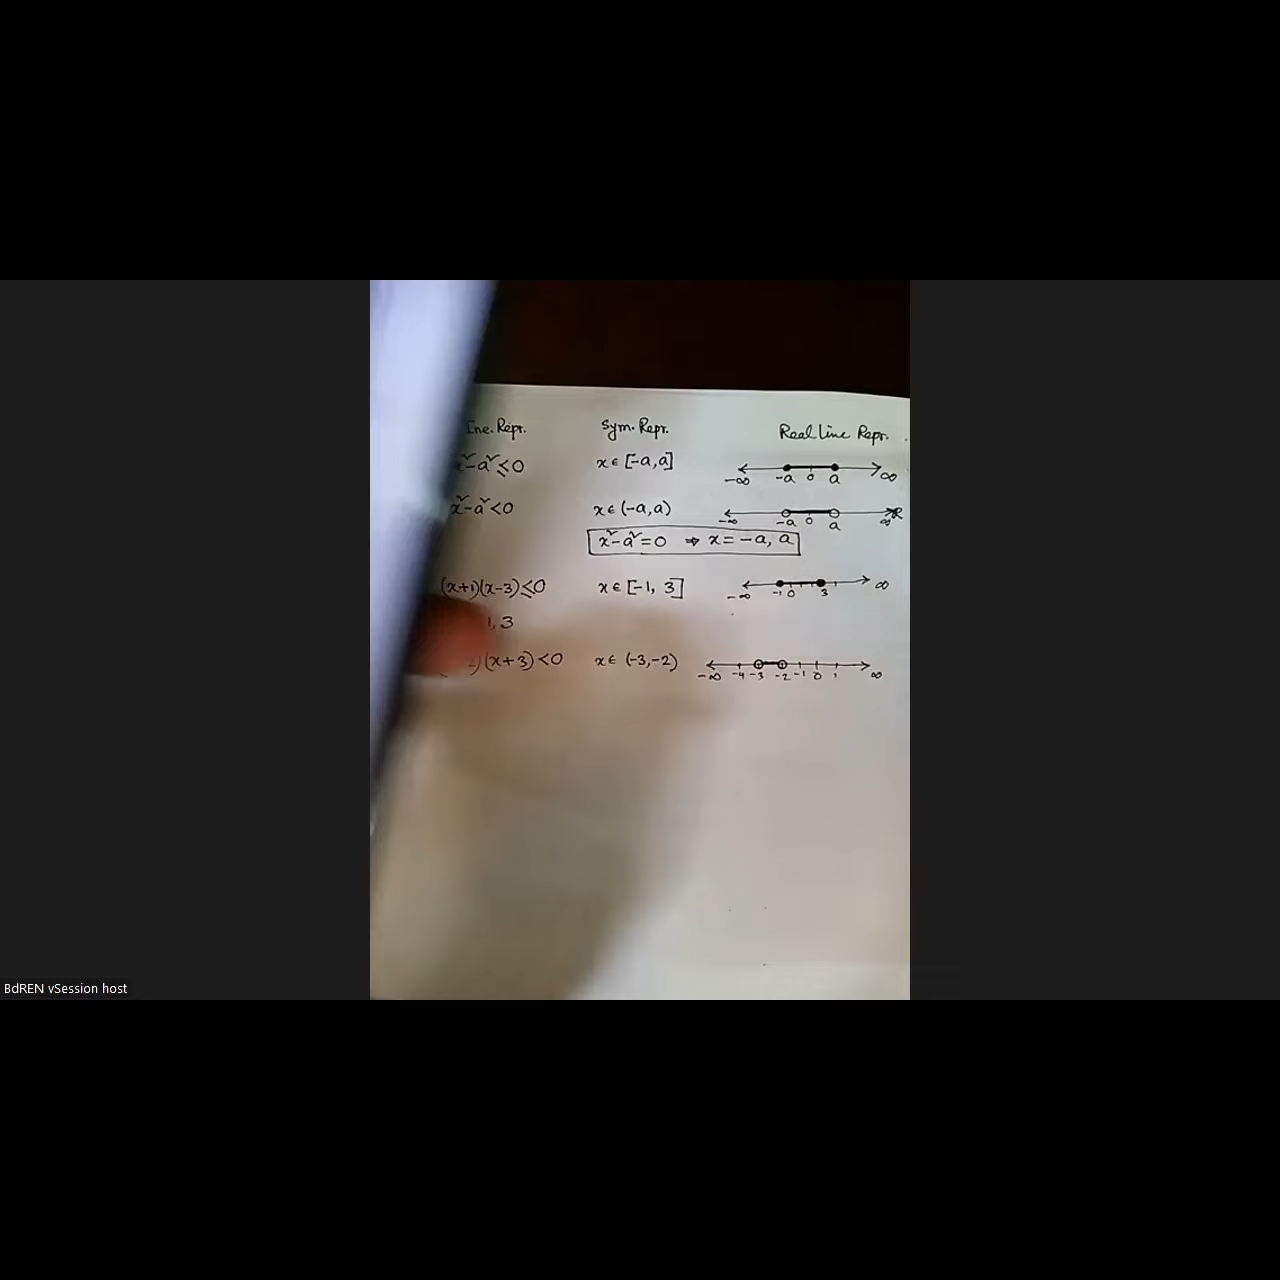 Ine. Repr. Sym. Repr. Real Line Repr.
x²-a²≤0 x ∈ [-a, a] -∞ -a 0 a ∞
x²-a²<0 x ∈ (-a, a) -∞ -a 0 a ∞
x²-a²=0 ⇒ x = -a, a
(x+1)(x-3)≤0 x ∈ [-1, 3] -∞ -1 0 3 ∞
1, 3
2)(x+3)<0 x ∈ (-3,-2) -∞ -4 -3 -2 -1 0 1 ∞
BdREN vSession host